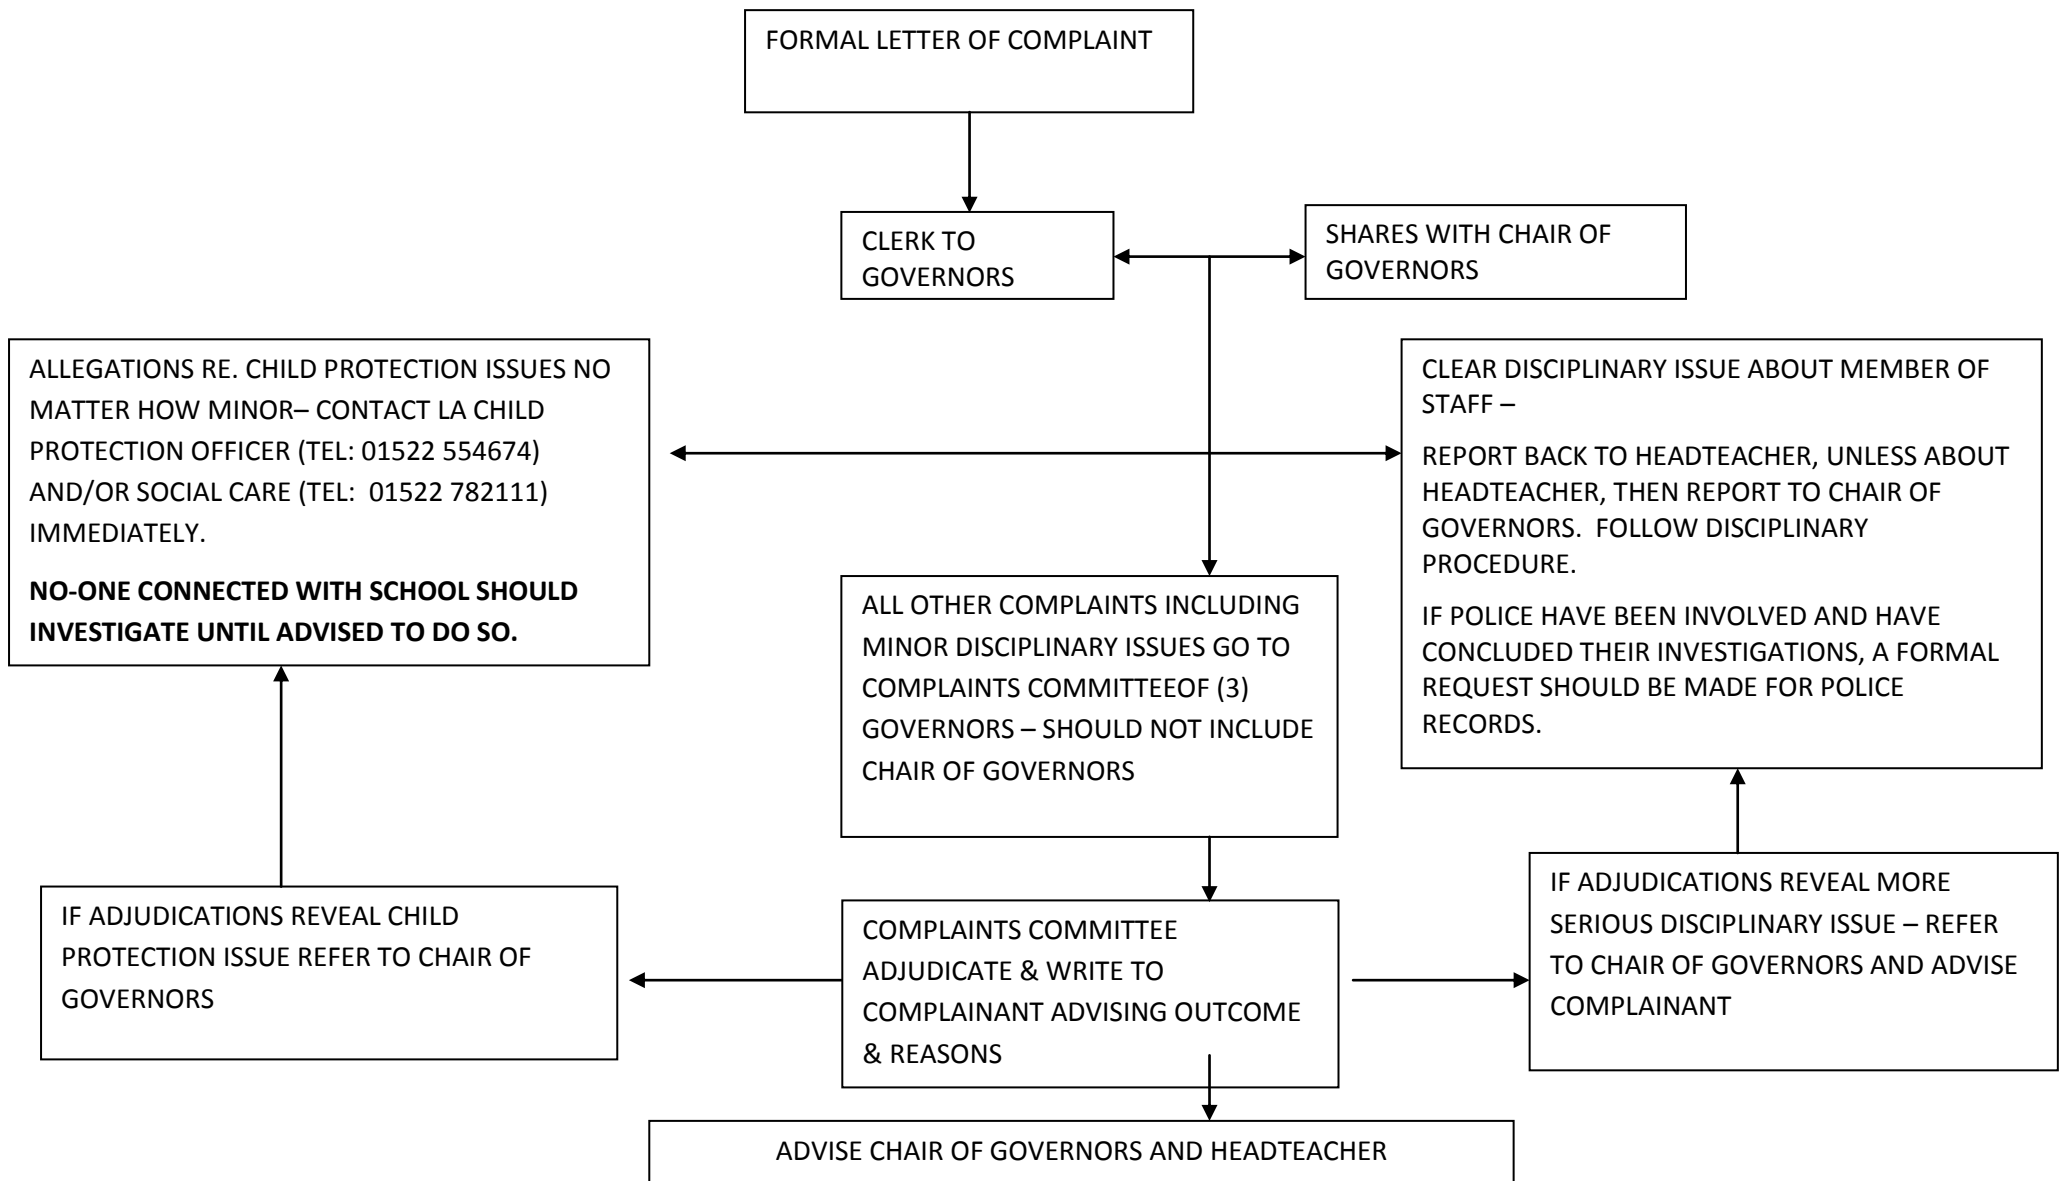 FORMAL LETTER OF COMPLAINT
CLERK TO
GOVERNORS
SHARES WITH CHAIR OF
GOVERNORS
ALLEGATIONS RE. CHILD PROTECTION ISSUES NO
MATTER HOW MINOR– CONTACT LA CHILD
PROTECTION OFFICER (TEL: 01522 554674)
AND/OR SOCIAL CARE (TEL:  01522 782111)
IMMEDIATELY.
NO-ONE CONNECTED WITH SCHOOL SHOULD
INVESTIGATE UNTIL ADVISED TO DO SO.
CLEAR DISCIPLINARY ISSUE ABOUT MEMBER OF
STAFF –
REPORT BACK TO HEADTEACHER, UNLESS ABOUT
HEADTEACHER, THEN REPORT TO CHAIR OF
GOVERNORS.  FOLLOW DISCIPLINARY
PROCEDURE.
IF POLICE HAVE BEEN INVOLVED AND HAVE
CONCLUDED THEIR INVESTIGATIONS, A FORMAL
REQUEST SHOULD BE MADE FOR POLICE
RECORDS.
ALL OTHER COMPLAINTS INCLUDING
MINOR DISCIPLINARY ISSUES GO TO
COMPLAINTS COMMITTEEOF (3)
GOVERNORS – SHOULD NOT INCLUDE
CHAIR OF GOVERNORS
IF ADJUDICATIONS REVEAL CHILD
PROTECTION ISSUE REFER TO CHAIR OF
GOVERNORS
COMPLAINTS COMMITTEE
ADJUDICATE & WRITE TO
COMPLAINANT ADVISING OUTCOME
& REASONS
IF ADJUDICATIONS REVEAL MORE
SERIOUS DISCIPLINARY ISSUE – REFER
TO CHAIR OF GOVERNORS AND ADVISE
COMPLAINANT
ADVISE CHAIR OF GOVERNORS AND HEADTEACHER